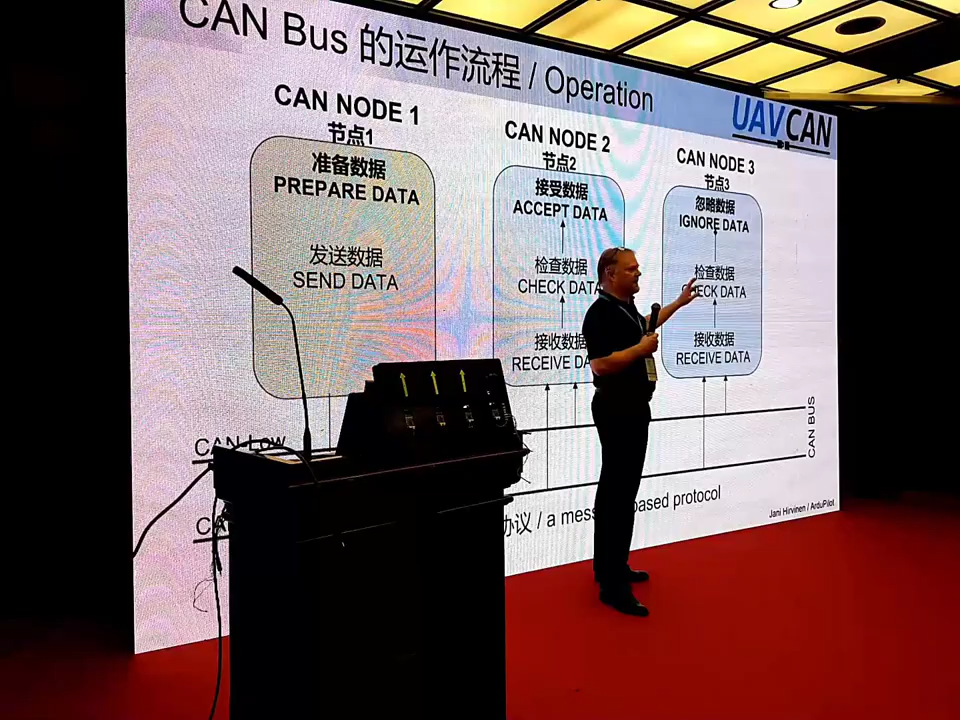 CAN Bus 的运作流程 / Operation
UAVCAN
CAN NODE 1
节点1
准备数据
PREPARE DATA
发送数据
SEND DATA
CAN NODE 2
节点2
接受数据
ACCEPT DATA
检查数据
CHECK DATA
接收数据
RECEIVE DA
CAN NODE 3
节点3
忽略数据
IGNORE DATA
检查数据
CHECK DATA
接收数据
RECEIVE DATA
CAN-Low
CAN BUS
协议 / a mess based protocol
Jani Hirvinen / ArduPilot